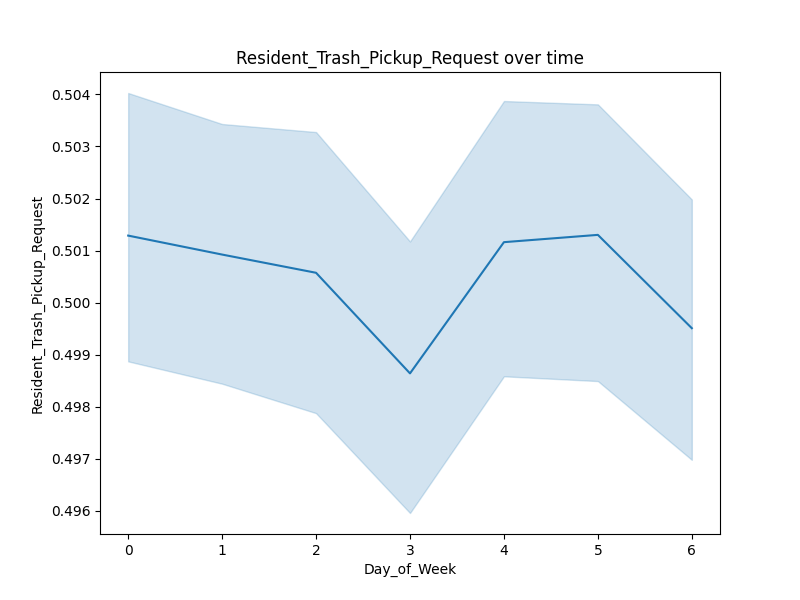 Resident_Trash_Pickup_Request over time
Resident_Trash_Pickup_Request
0.504
0.503
0.502
0.501
0.500
0.499
0.498
0.497
0.496
0 1 2 3 4 5 6
Day_of_Week